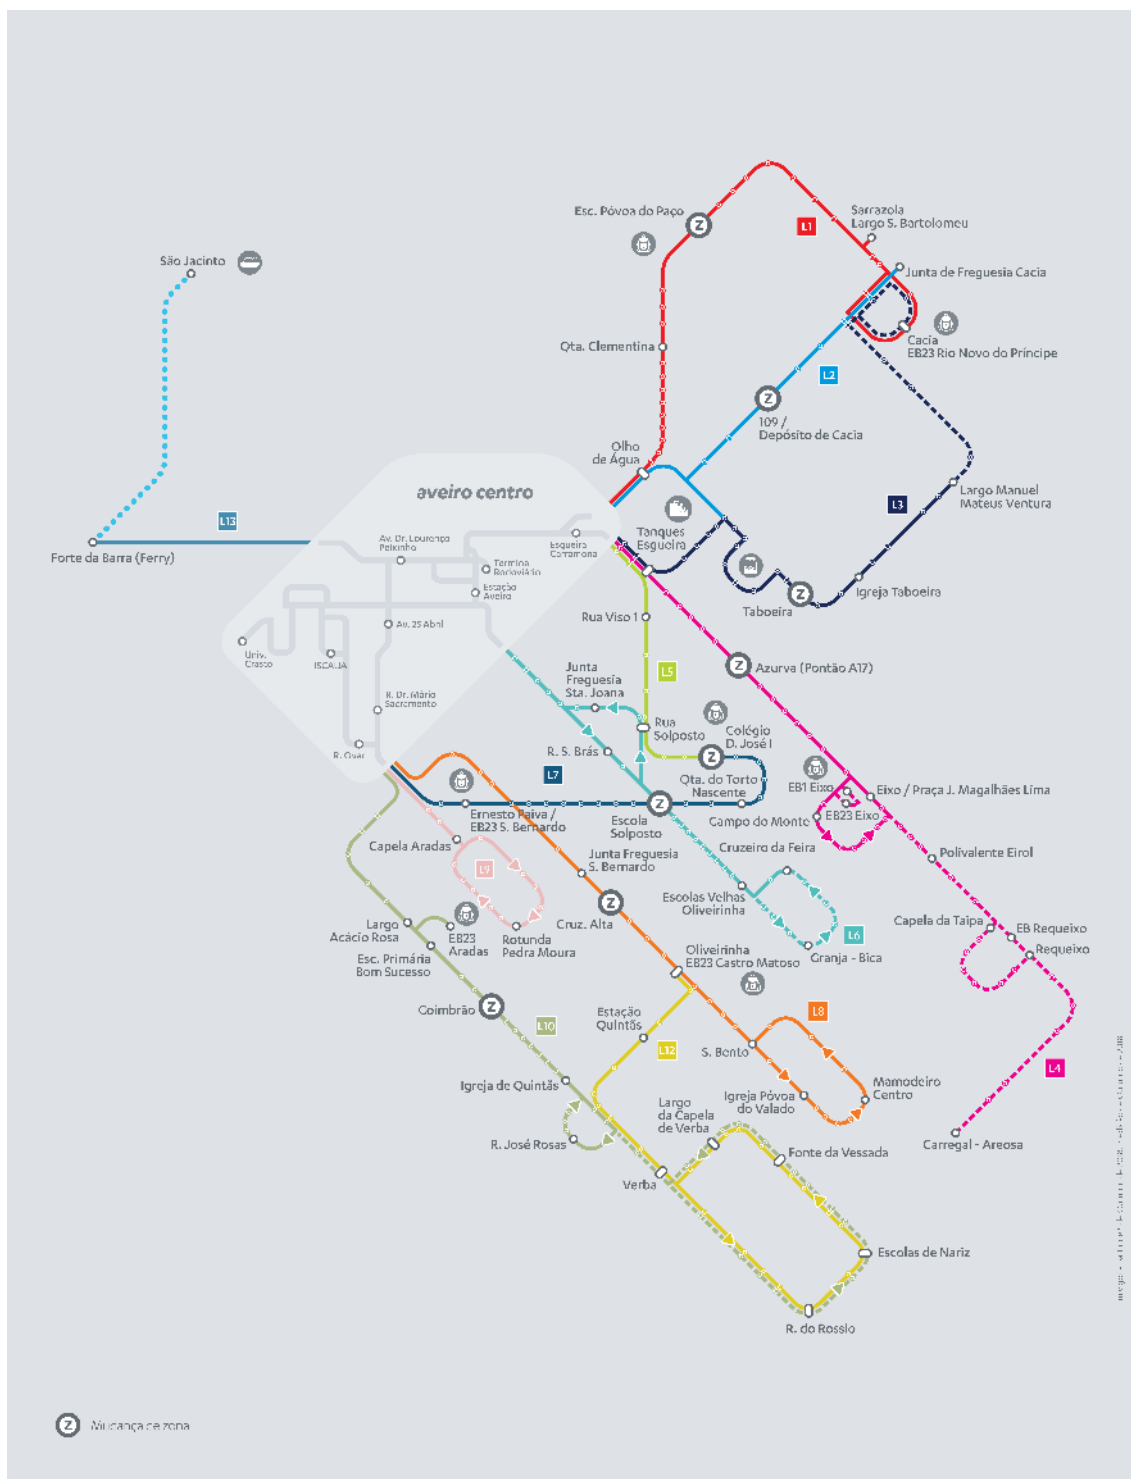 Esc. Póvoa do Paço
L1
Sarrazola
Largo S. Bartolomeu
São Jacinto
Junta de Freguesia Cacia
Qta. Clementina
Cacia
EB23 Rio Novo do Príncipe
L2
Z
109 /
Depósito de Cacia
Olho
de Água
aveiro centro
L3
Largo Manuel
Mateus Ventura
L13
Forte da Barra (Ferry)
Av. Dr. Lourenço
Peixinho
Esgueira
Carramona
Tanques
Esgueira
Rodoviário
Estação
Aveiro
Taboeira
Igreja Taboeira
Rua Viso 1
Univ.
Crasto
ISCAUA
Junta
Freguesia
Sta. Joana
L5
Azurva (Pontão A17)
R. Dr. Mário
Sacramento
Rua
Solposto
Colégio
D. José I
R. Ovar
R. S. Brás
L7
Qta. do Torto
Nascente
EB1 Eixo
Eixo / Praça J. Magalhães Lima
Ernesto Paiva /
EB23 S. Bernardo
Escola
Solposto
Campo do Monte
EB23 Eixo
Capela Aradas
L9
Junta Freguesia
S. Bernardo
Cruzeiro da Feira
Polivalente Eirol
Escolas Velhas
Oliveirinha
Largo
Acácio Rosa
EB23
Aradas
Rotunda
Pedra Moura
Cruz. Alta
L6
Granja - Bica
Capela da Taipa
EB Requeixo
Requeixo
Esc. Primária
Bom Sucesso
Oliveirinha
EB23 Castro Matoso
Coimbrão
L10
Estação
Quintãs
L12
L8
S. Bento
L4
Igreja de Quintãs
Igreja Póvoa
do Valado
Mamodeiro
Centro
Largo
da Capela
de Verba
R. José Rosas
Fonte da Vessada
Carregal - Areosa
Verba
Escolas de Nariz
R. do Rossio
Z Mudança de zona